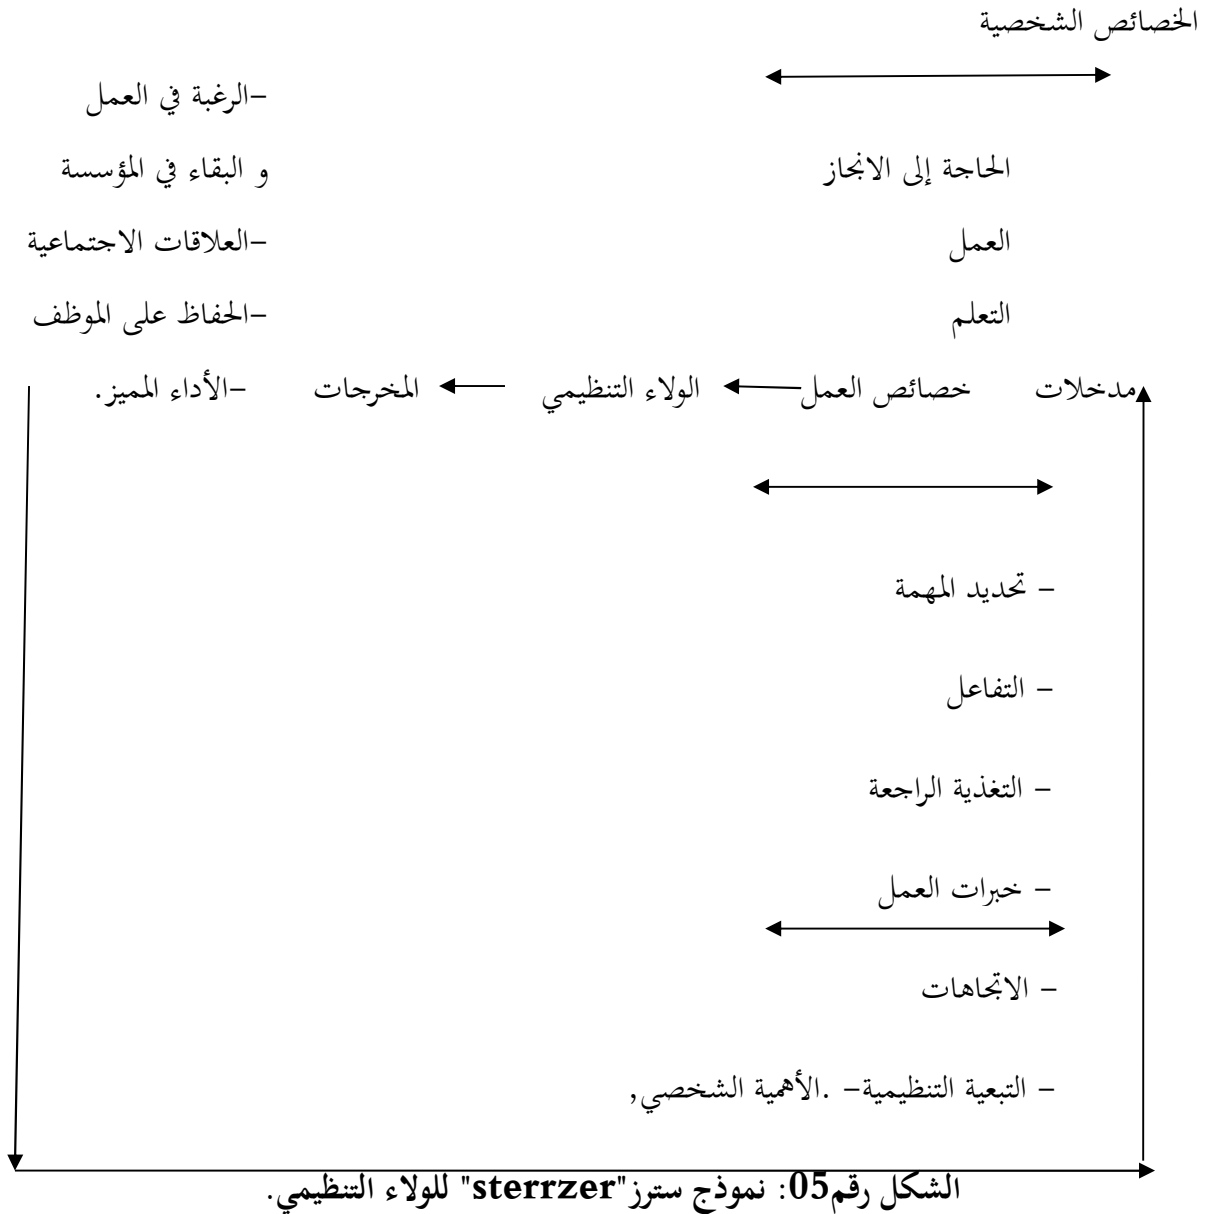 الخصائص الشخصية
–الرغبة في العمل
الحاجة إلى الانجاز
و البقاء في المؤسسة
العمل
–العلاقات الاجتماعية
التعلم
–الحفاظ على الموظف
مدخلات خصائص العمل الولاء التنظيمي المخرجات –الأداء المميز.
– تحديد المهمة
– التفاعل
– التغذية الراجعة
– خبرات العمل
– الاتجاهات
– التبعية التنظيمية– .الأهمية الشخصي,
الشكل رقم05: نموذج سترز"sterrzer" للولاء التنظيمي.